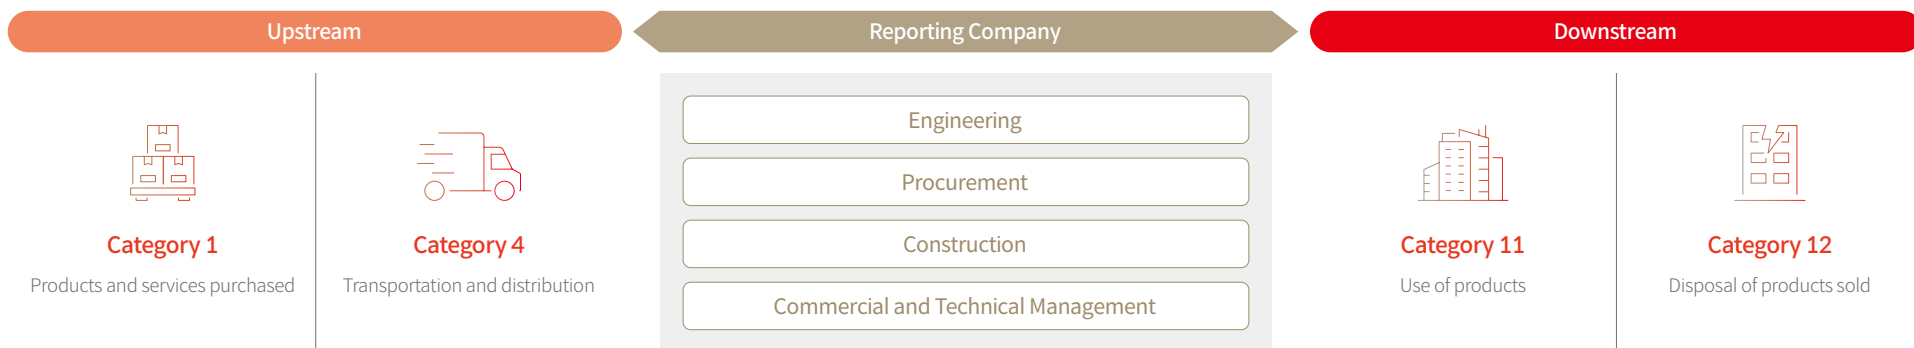 Upstream
Reporting Company
Downstream
Category 1
Products and services purchased
Category 4
Transportation and distribution
Engineering
Procurement
Construction
Commercial and Technical Management
Category 11
Use of products
Category 12
Disposal of products sold